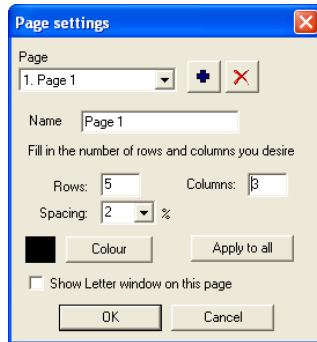 Page settings
Page
1. Page 1
Name Page 1
Fill in the number of rows and columns you desire
Rows: 5 Columns: 3
Spacing: 2 %
Colour Apply to all
Show Letter window on this page
OK Cancel